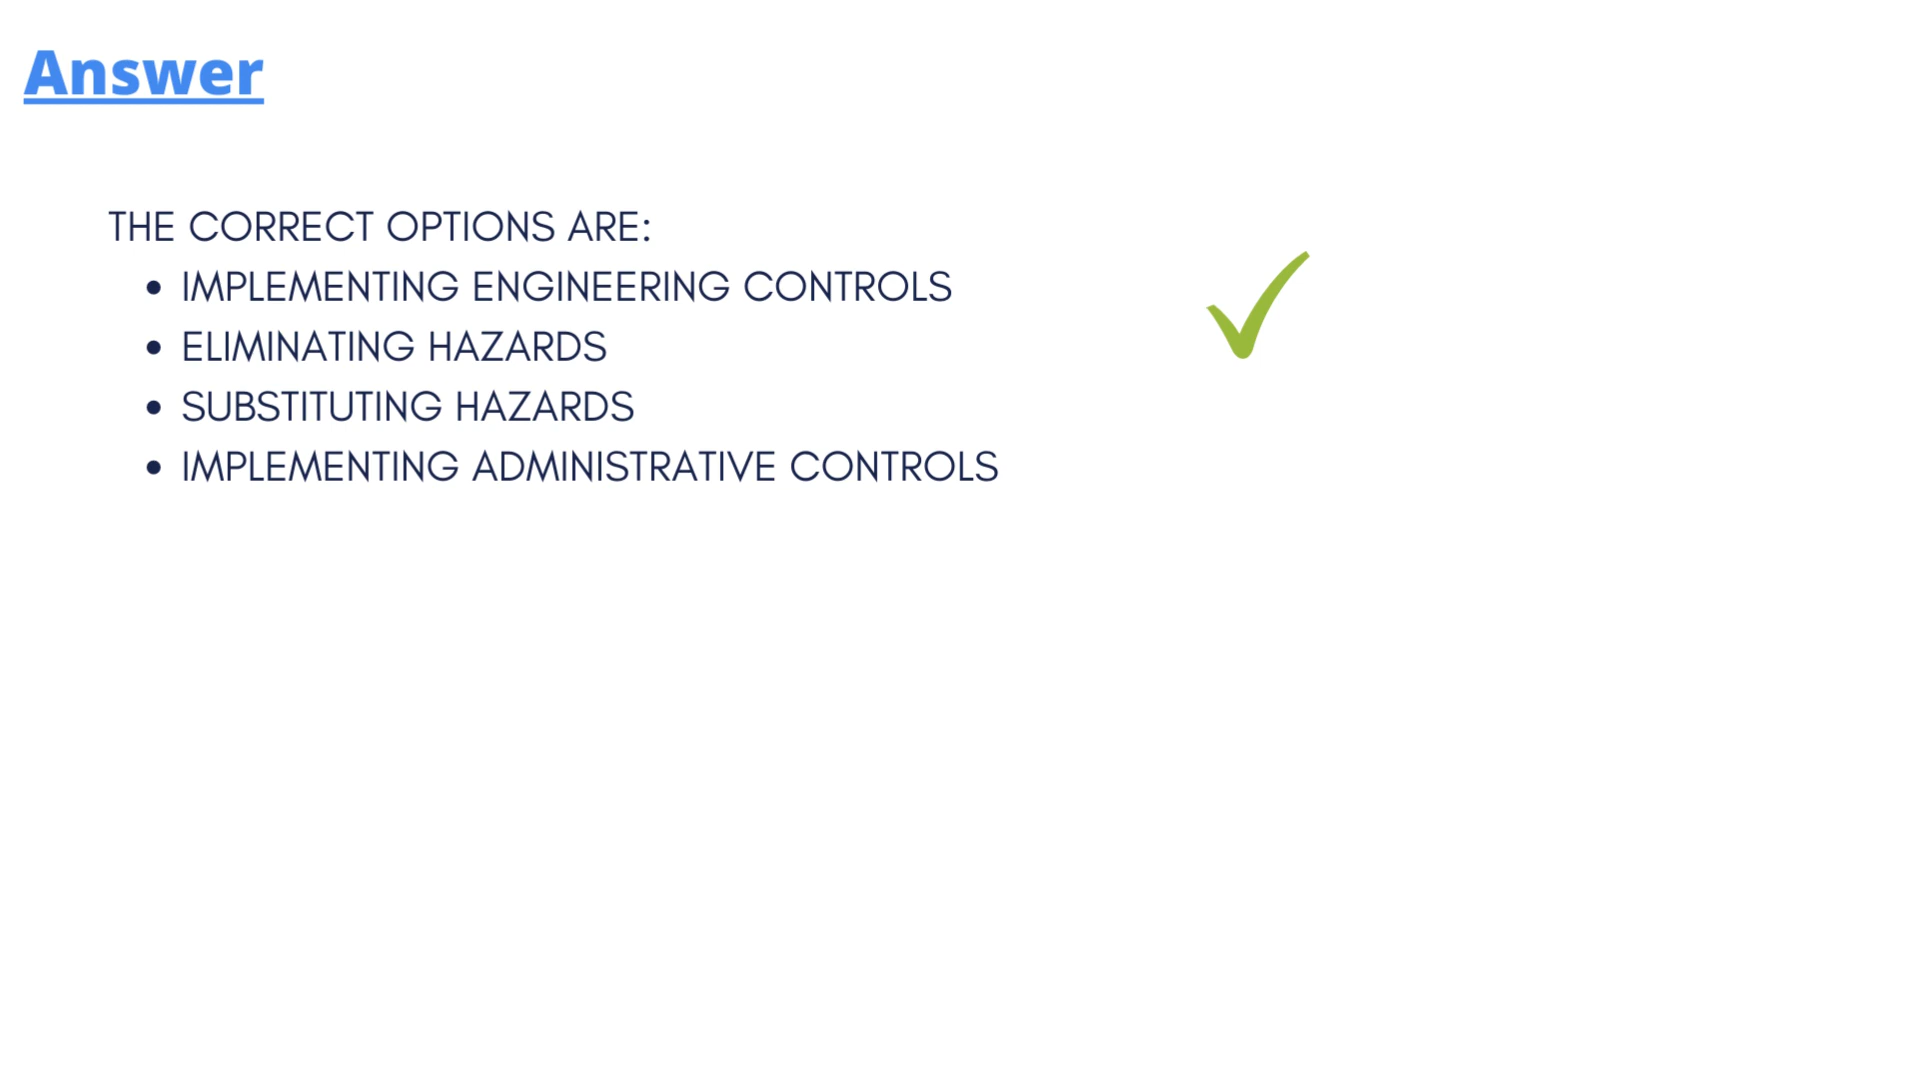 Answer
THE CORRECT OPTIONS ARE:
• IMPLEMENTING ENGINEERING CONTROLS
• ELIMINATING HAZARDS
• SUBSTITUTING HAZARDS
• IMPLEMENTING ADMINISTRATIVE CONTROLS